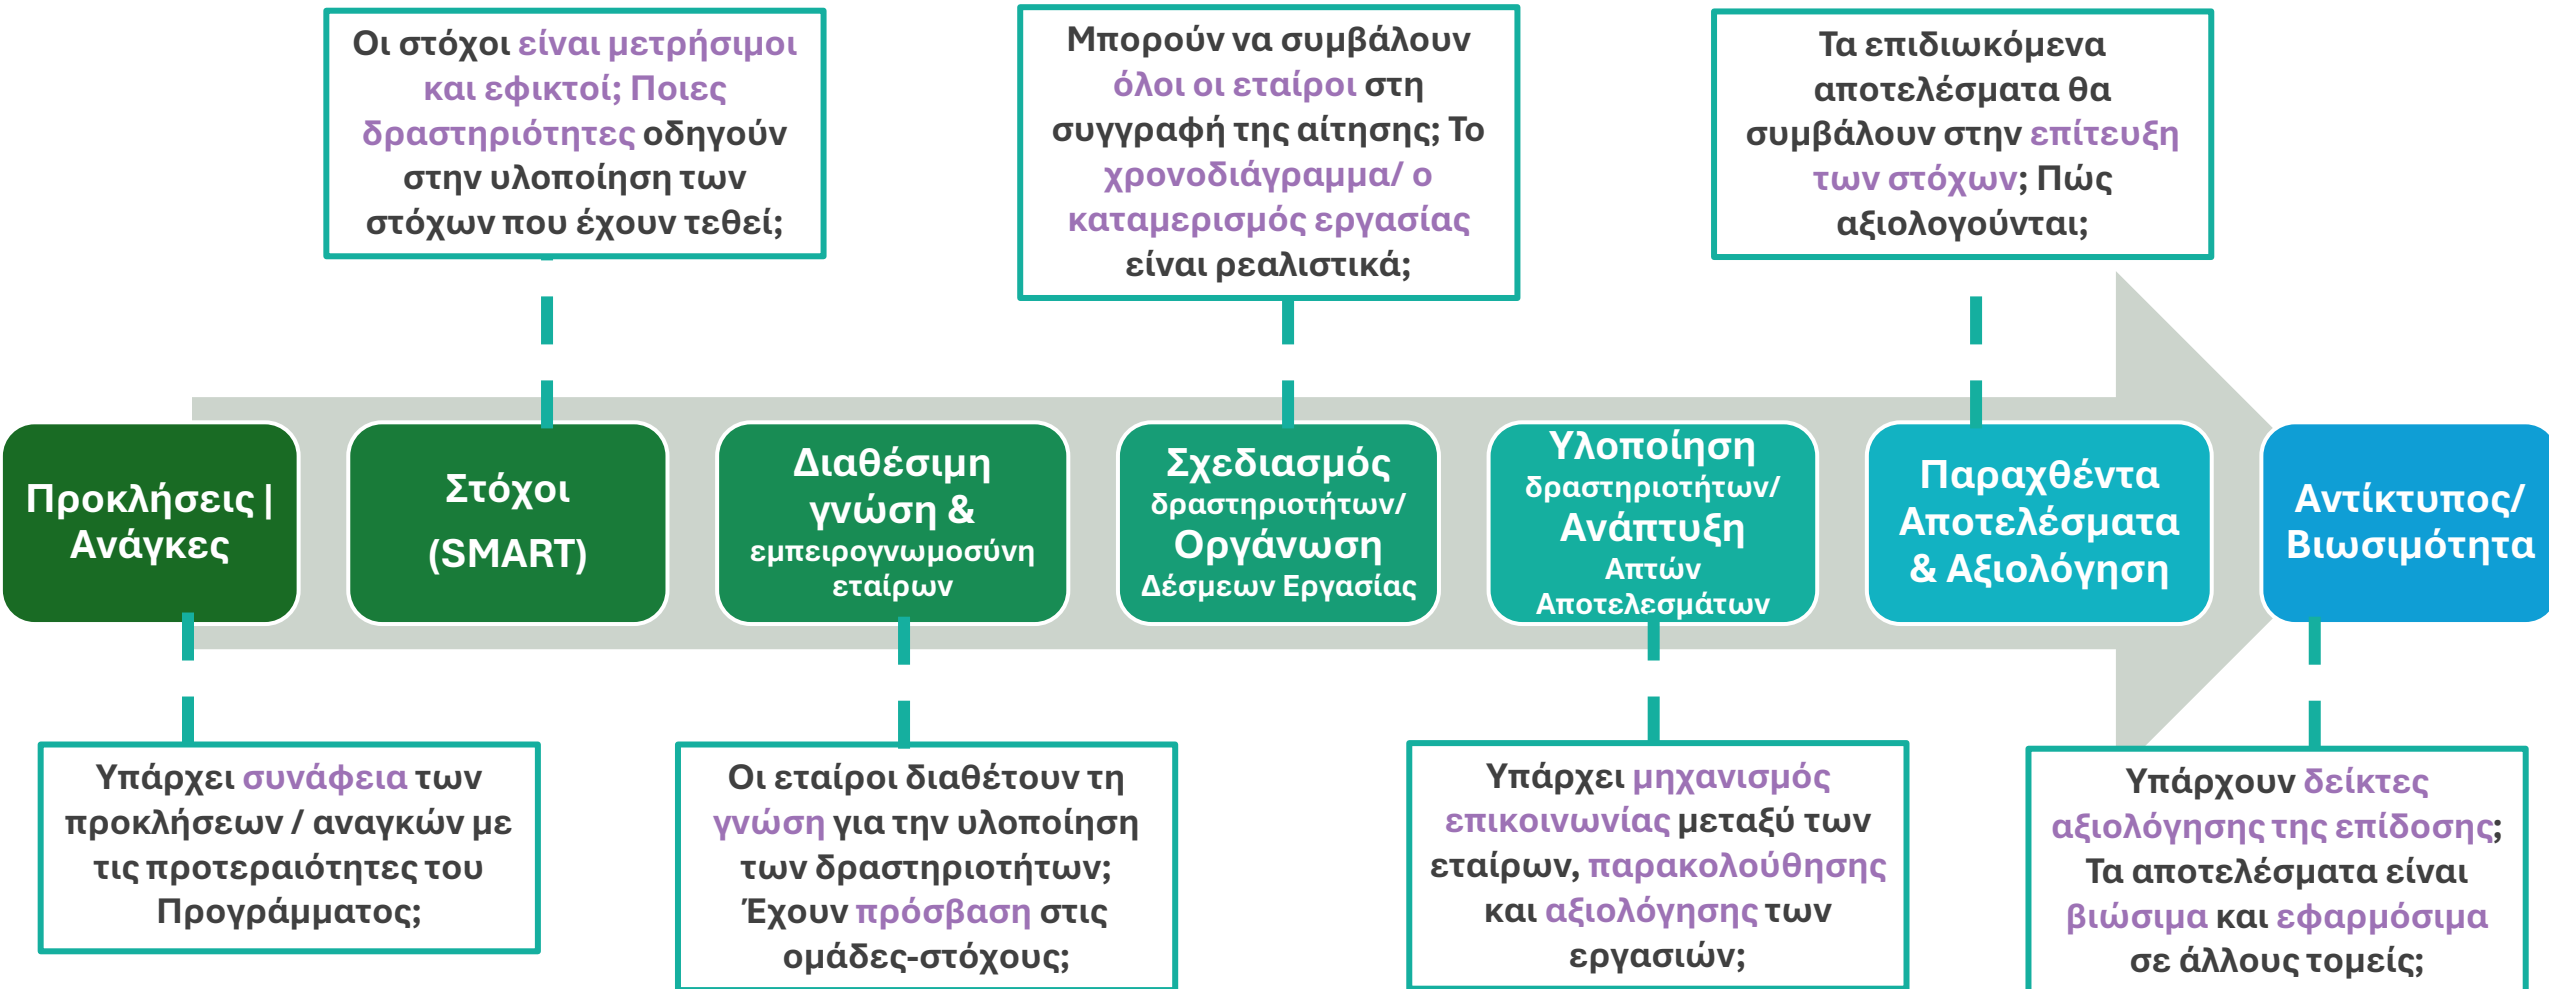 Οι στόχοι είναι μετρήσιμοι
και εφικτοί; Ποιες
δραστηριότητες οδηγούν
στην υλοποίηση των
στόχων που έχουν τεθεί;
Μπορούν να συμβάλουν
όλοι οι εταίροι στη
συγγραφή της αίτησης; Το
χρονοδιάγραμμα/ ο
καταμερισμός εργασίας
είναι ρεαλιστικά;
Τα επιδιωκόμενα
αποτελέσματα θα
συμβάλουν στην επίτευξη
των στόχων; Πώς
αξιολογούνται;
Προκλήσεις |
Ανάγκες
Στόχοι
(SMART)
Διαθέσιμη
γνώση &
εμπειρογνωμοσύνη
εταίρων
Σχεδιασμός
δραστηριοτήτων/
Οργάνωση
Δέσμεων Εργασίας
Υλοποίηση
δραστηριοτήτων/
Ανάπτυξη
Απτών
Αποτελεσμάτων
Παραχθέντα
Αποτελέσματα
& Αξιολόγηση
Αντίκτυπος/
Βιωσιμότητα
Υπάρχει συνάφεια των
προκλήσεων / αναγκών με
τις προτεραιότητες του
Προγράμματος;
Οι εταίροι διαθέτουν τη
γνώση για την υλοποίηση
των δραστηριοτήτων;
Έχουν πρόσβαση στις
ομάδες-στόχους;
Υπάρχει μηχανισμός
επικοινωνίας μεταξύ των
εταίρων, παρακολούθησης
και αξιολόγησης των
εργασιών;
Υπάρχουν δείκτες
αξιολόγησης της επίδοσης;
Τα αποτελέσματα είναι
βιώσιμα και εφαρμόσιμα
σε άλλους τομείς;